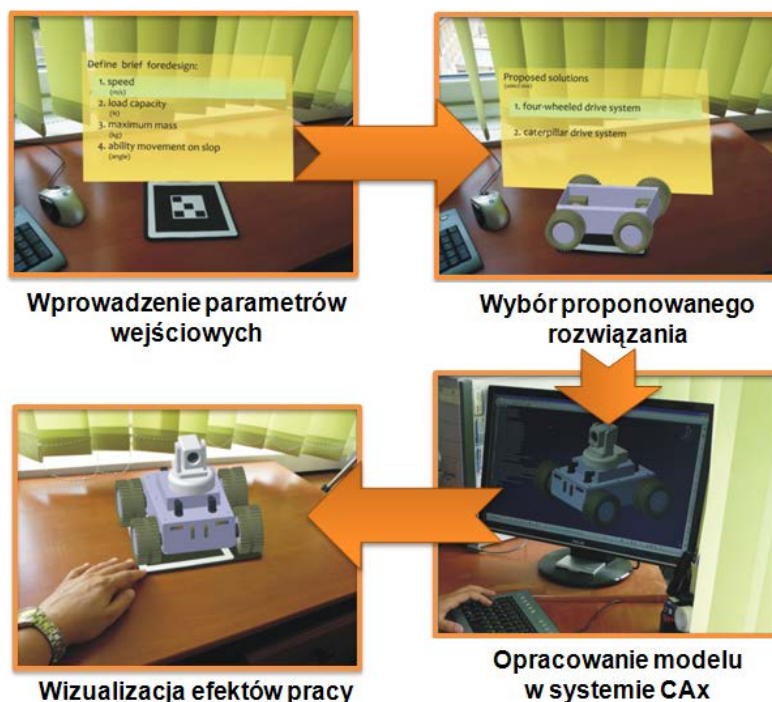 Define brief foredesign:
1. speed
(m/s)
2. load capacity
(N)
3. maximum mass
(kg)
4. ability movement on slop
(angle)
Proposed solutions
(select one)
1. four-wheeled drive system
2. caterpillar drive system
Wprowadzenie parametrów
wejściowych
Wybór proponowanego
rozwiązania
Wizualizacja efektów pracy
Opracowanie modelu
w systemie CAx